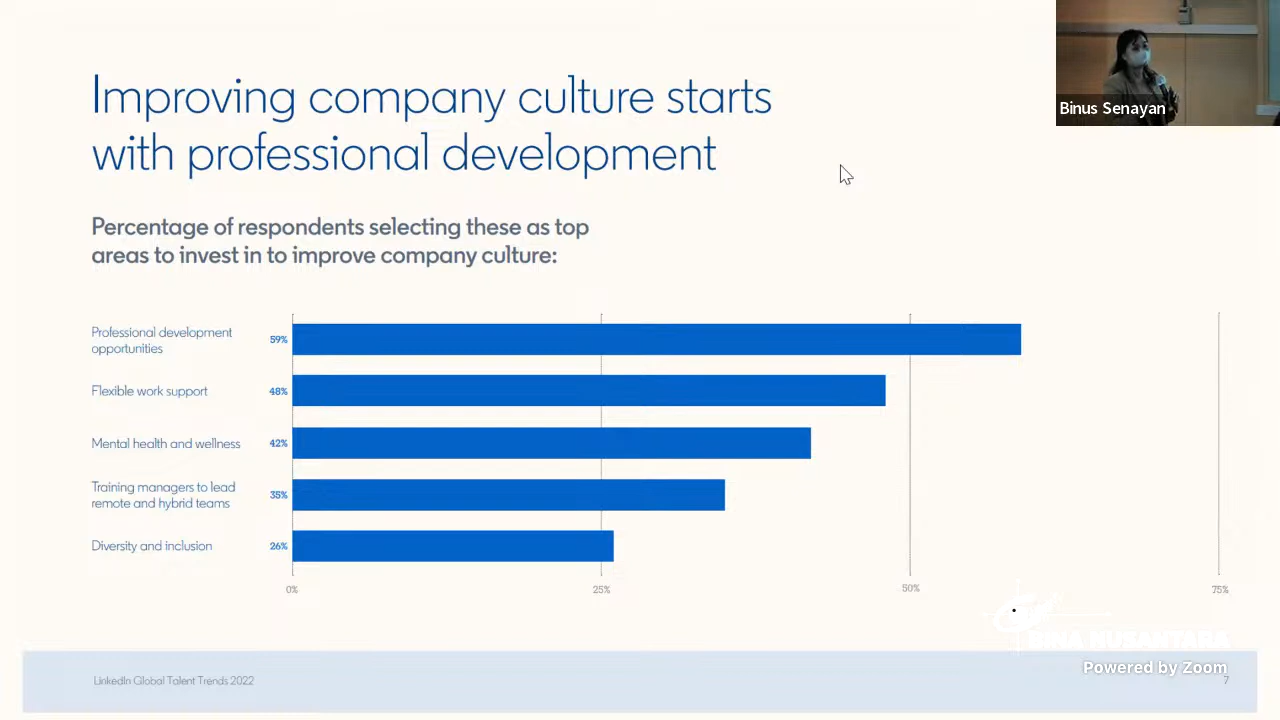 Improving company culture starts
with professional development
Binus Senayan
Percentage of respondents selecting these as top
areas to invest in to improve company culture:
Professional development
opportunities
59%
Flexible work support
48%
Mental health and wellness
42%
Training managers to lead
remote and hybrid teams
35%
Diversity and inclusion
26%
0%
25%
50%
75%
BINA NUSANTARA
Powered by Zoom
LinkedIn Global Talent Trends 2022
7